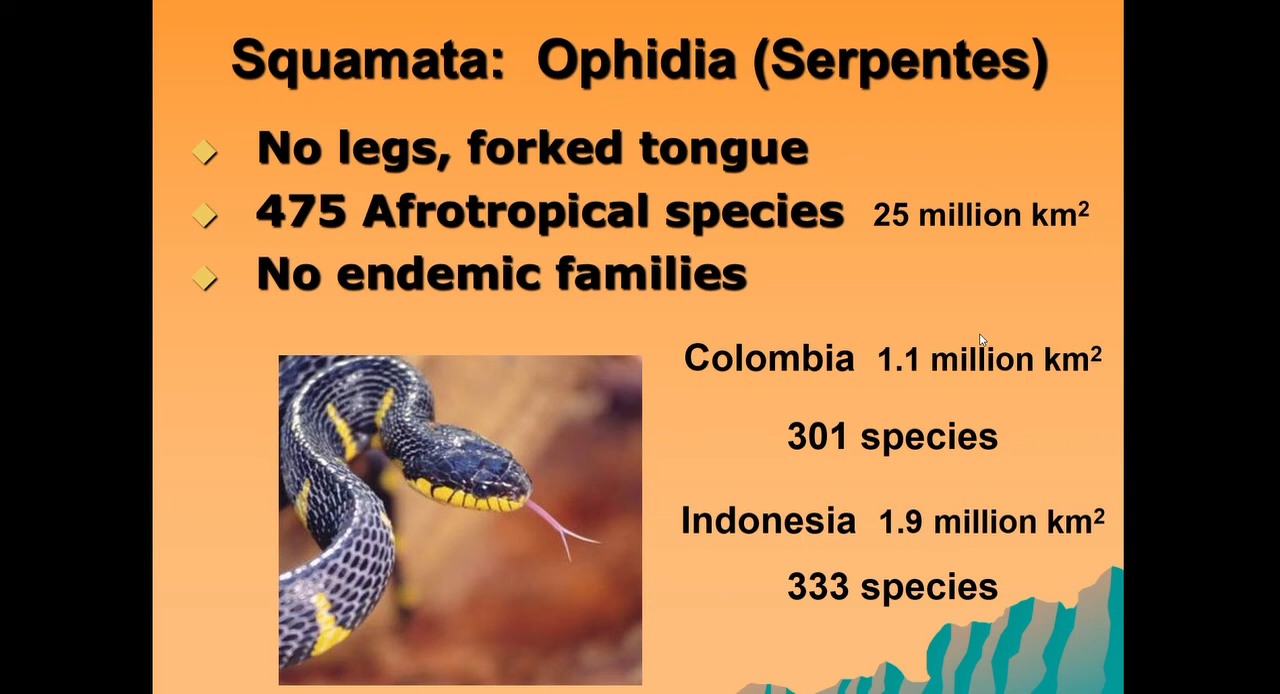 Squamata: Ophidia (Serpentes)
No legs, forked tongue
475 Afrotropical species 25 million km²
No endemic families
Colombia 1.1 million km²
301 species
Indonesia 1.9 million km²
333 species